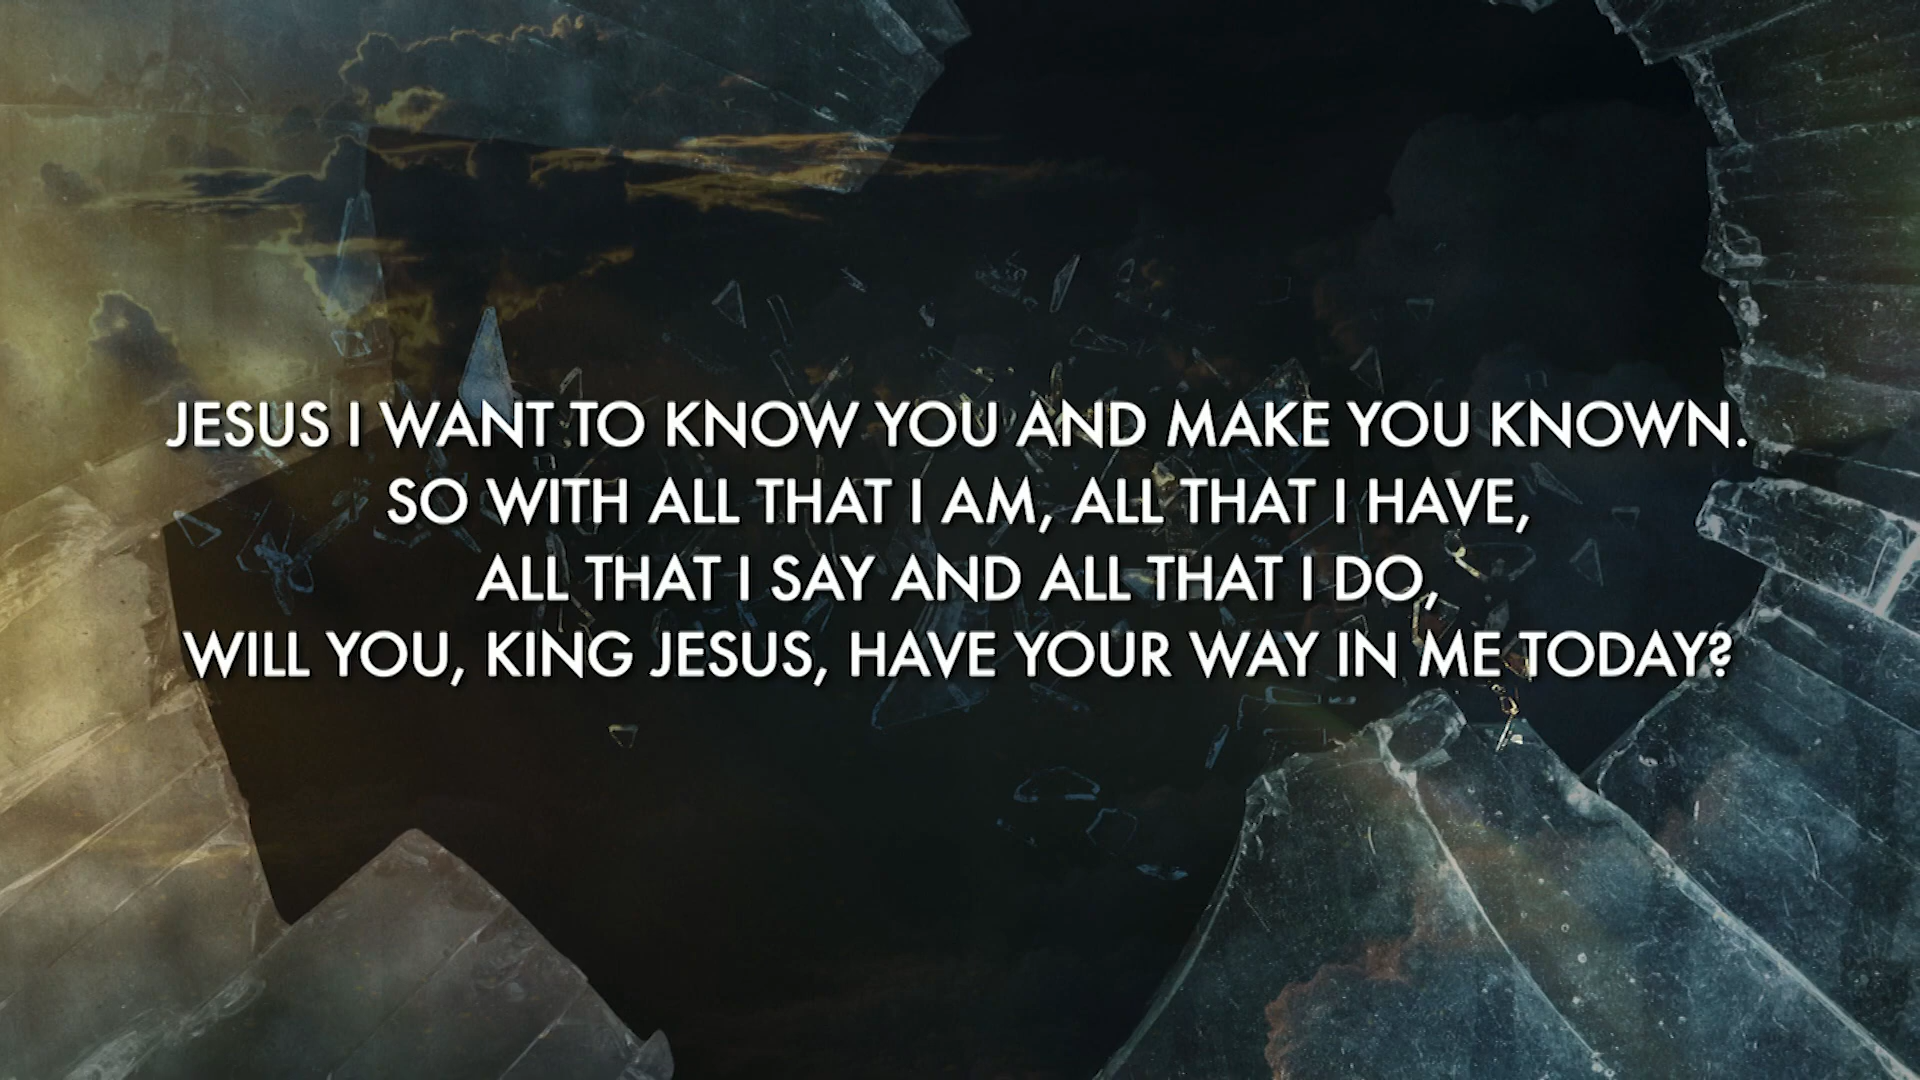 JESUS I WANT TO KNOW YOU AND MAKE YOU KNOWN.
SO WITH ALL THAT I AM, ALL THAT I HAVE,
ALL THAT I SAY AND ALL THAT I DO,
WILL YOU, KING JESUS, HAVE YOUR WAY IN ME TODAY?